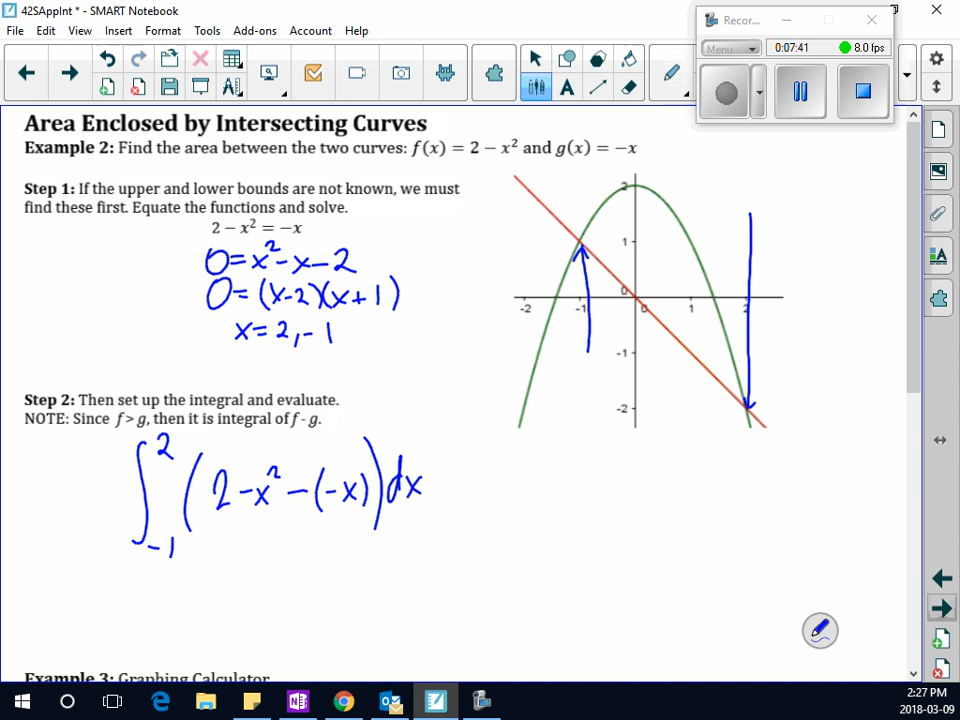 42SAppInt * - SMART Notebook
File Edit View Insert Format Tools Add-ons Account Help
Recor...
Menu
0:07:41
8.0 fps
Area Enclosed by Intersecting Curves
Example 2: Find the area between the two curves: f(x) = 2 − x² and g(x) = −x
Step 1: If the upper and lower bounds are not known, we must
find these first. Equate the functions and solve.
2 − x² = −x
0 = x² - x - 2
0 = (x-2)(x+1)
x = 2, -1
2
1
0
-2 -1 0 1 2
-1
-2
Step 2: Then set up the integral and evaluate.
NOTE: Since f > g, then it is integral of f - g.
∫₋₁² (2 - x² - (-x)) dx
Example 3: Graphing Calculator
2:27 PM
2018-03-09